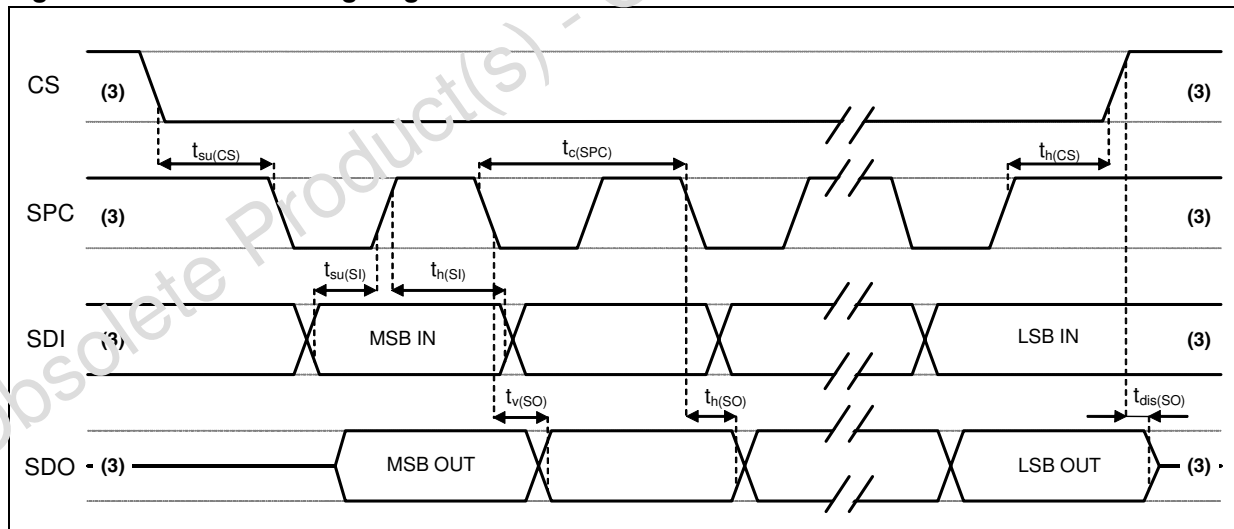 CS (3) (3)
t_su(CS) t_c(SPC) t_h(CS)
SPC (3) (3)
t_su(SI) t_h(SI)
SDI (3) MSB IN LSB IN (3)
t_v(SO) t_h(SO) t_dis(SO)
SDO (3) MSB OUT LSB OUT (3)
Obsolete Product(s) -